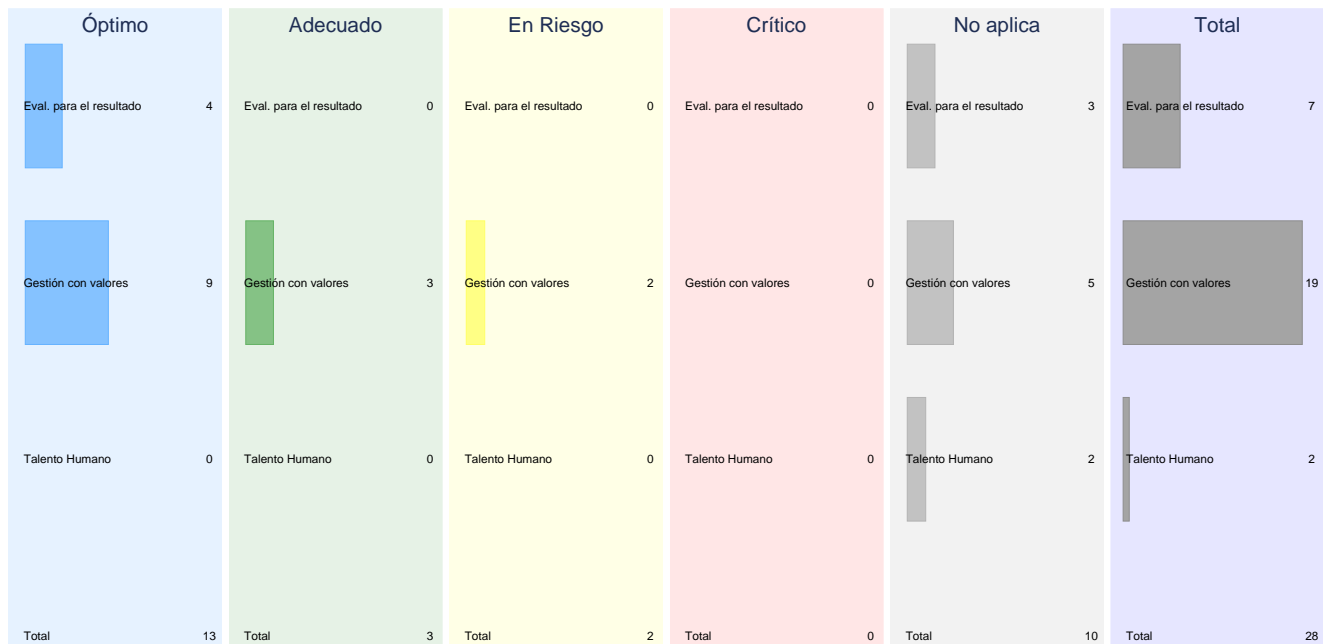 Óptimo Adecuado En Riesgo Crítico No aplica Total
Eval. para el resultado 4 Eval. para el resultado 0 Eval. para el resultado 0 Eval. para el resultado 0 Eval. para el resultado 3 Eval. para el resultado 7
Gestión con valores 9 Gestión con valores 3 Gestión con valores 2 Gestión con valores 0 Gestión con valores 5 Gestión con valores 19
Talento Humano 0 Talento Humano 0 Talento Humano 0 Talento Humano 0 Talento Humano 2 Talento Humano 2
Total 13 Total 3 Total 2 Total 0 Total 10 Total 28